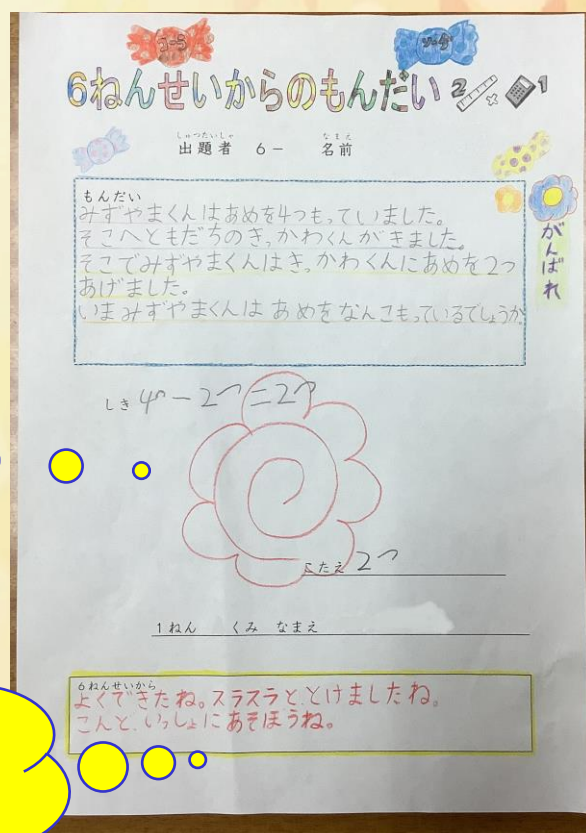 6ねんせいからのもんだい 2 1
しゅつだいしゃ なまえ
出題者 6- 名前
もんだい
みずやまくんはあめを4つもっていました。
そこへともだちのきっかわくんがきました。
そこでみずやまくんはきっかわくんにあめを2つ
あげました。
いまみずやまくんはあめをなんこもっているでしょうか。
がんばれ
しき 4つ-2つ=2つ
こたえ 2つ
1ねん くみ なまえ
6ねんせいから
よくできたね。スラスラと、とけましたね。
こんど、いっしょにあそぼうね。